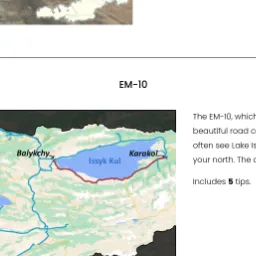 EM-10
The EM-10, which
beautiful road c
often see Lake Is
your north. The c
Includes 5 tips.
Balykchy
Karakol
Issyk Kul